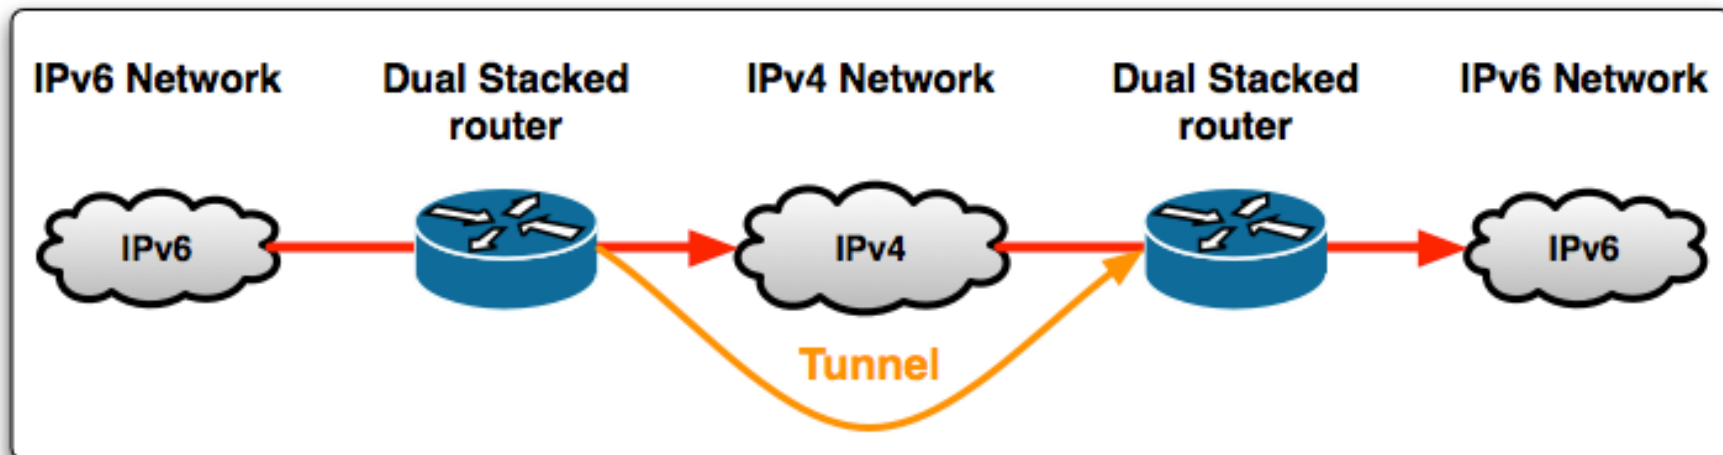 IPv6 Network
Dual Stacked
router
IPv4 Network
Dual Stacked
router
IPv6 Network
IPv6
IPv4
IPv6
Tunnel